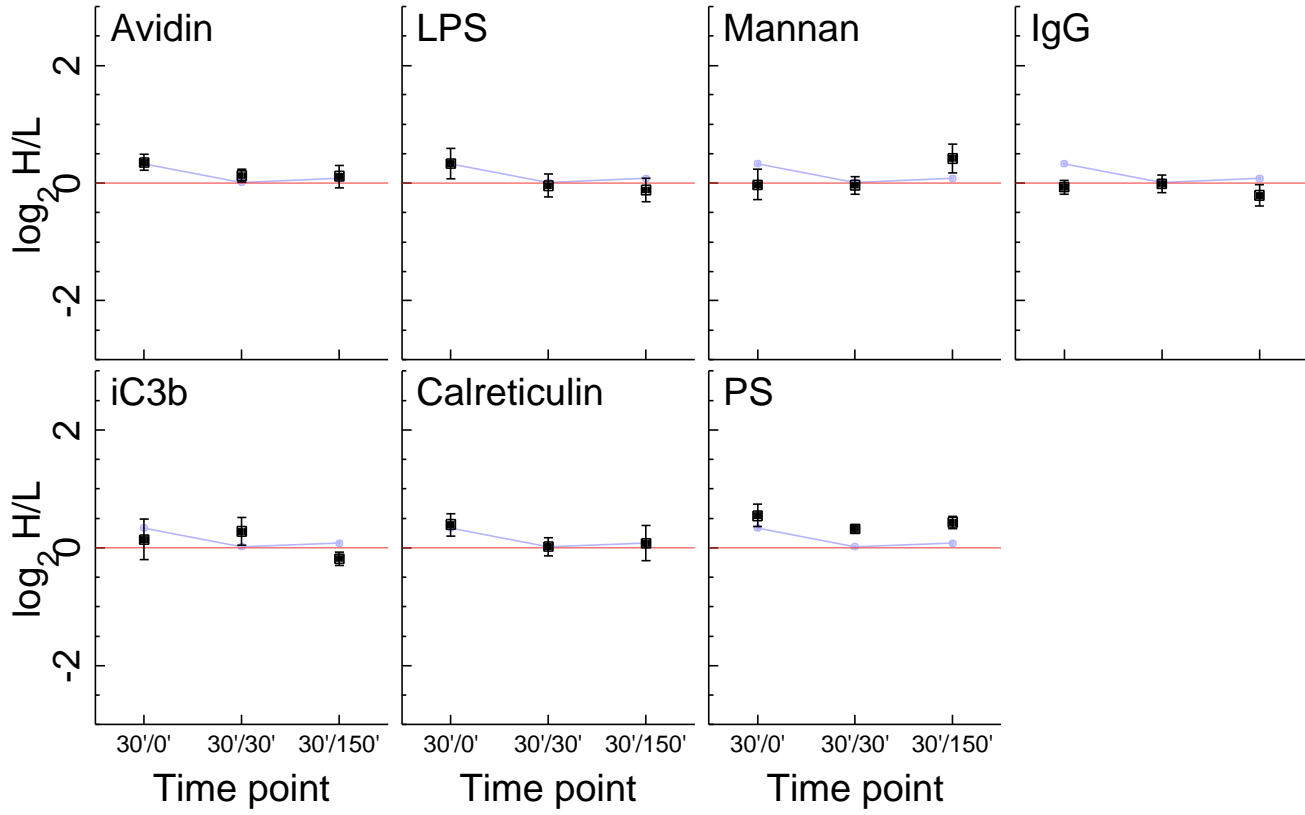 Avidin
LPS
Mannan
IgG
2
0
-2
log2 H/L
iC3b
Calreticulin
PS
2
0
-2
log2 H/L
30'/0' 30'/30' 30'/150'
30'/0' 30'/30' 30'/150'
30'/0' 30'/30' 30'/150'
Time point
Time point
Time point